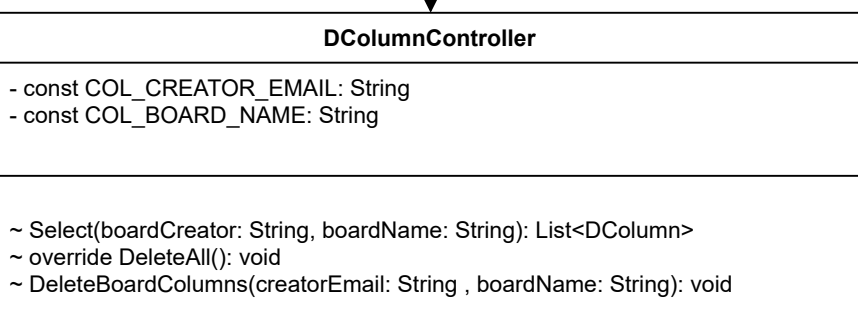 DColumnController
- const COL_CREATOR_EMAIL: String
- const COL_BOARD_NAME: String
~ Select(boardCreator: String, boardName: String): List<DColumn>
~ override DeleteAll(): void
~ DeleteBoardColumns(creatorEmail: String , boardName: String): void